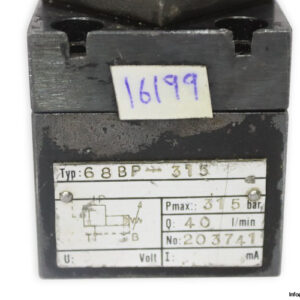 16199
Typ: 68BP 315
P
T B
Pmax.: 315 bar
Q: 40 l/min
No: 203741
U: Volt I: mA